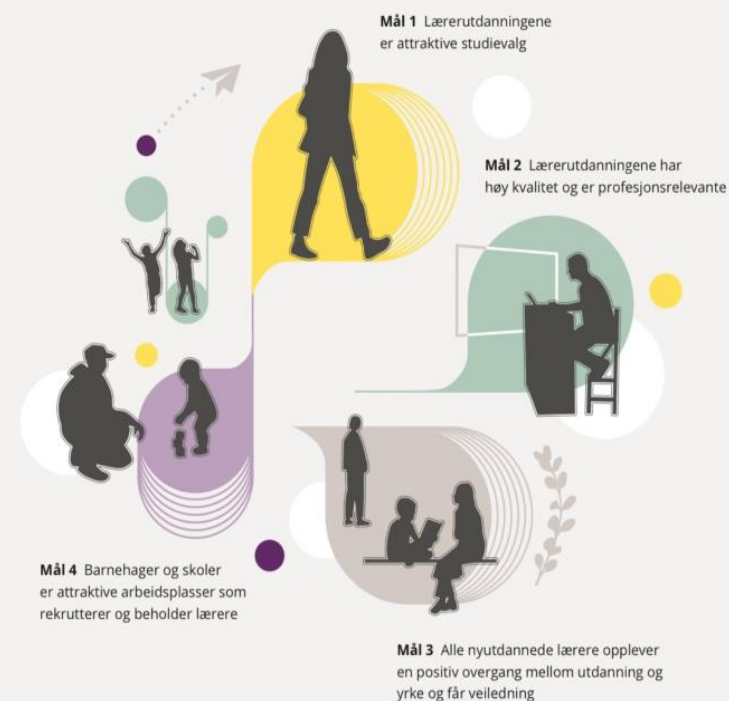 Mål 1 Lærerutdanningene
er attraktive studievalg
Mål 2 Lærerutdanningene har
høy kvalitet og er profesjonsrelevante
Mål 4 Barnehager og skoler
er attraktive arbeidsplasser som
rekrutterer og beholder lærere
Mål 3 Alle nyutdannede lærere opplever
en positiv overgang mellom utdanning og
yrke og får veiledning